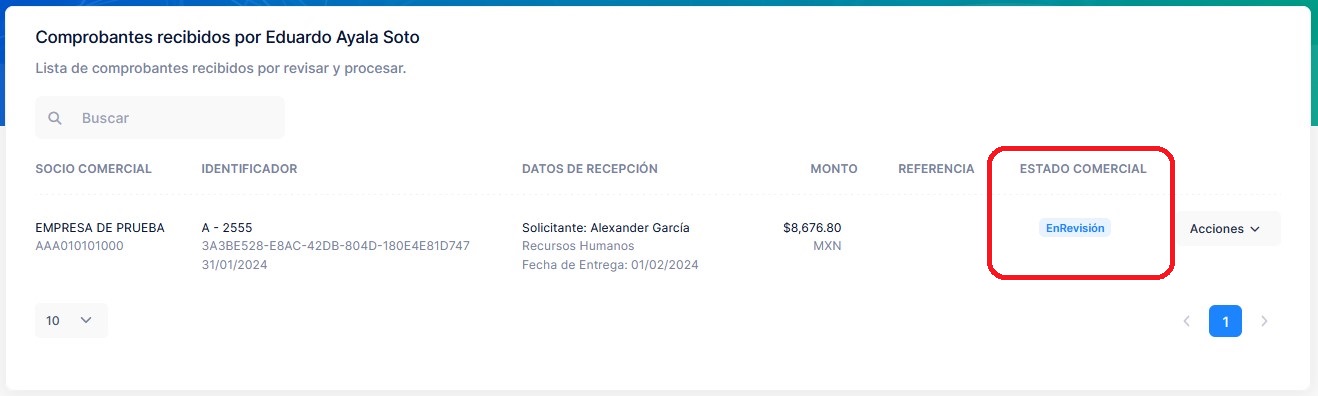 Comprobantes recibidos por Eduardo Ayala Soto
Lista de comprobantes recibidos por revisar y procesar.
Buscar
SOCIO COMERCIAL IDENTIFICADOR DATOS DE RECEPCIÓN MONTO REFERENCIA ESTADO COMERCIAL
EMPRESA DE PRUEBA A - 2555 Solicitante: Alexander García $8,676.80 EnRevisión Acciones
AAA010101000 3A3BE528-E8AC-42DB-804D-180E4E81D747 Recursos Humanos MXN
31/01/2024 Fecha de Entrega: 01/02/2024
10 1